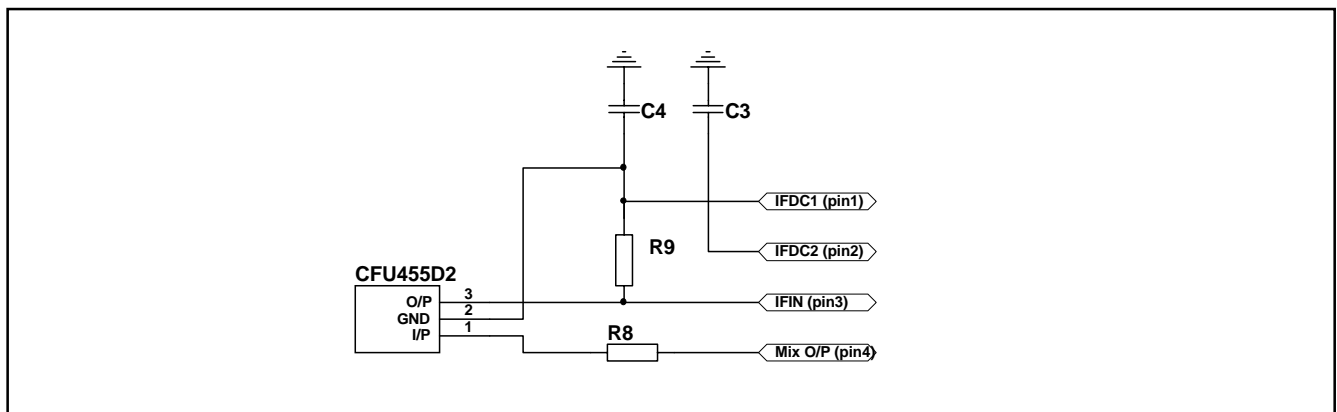 C4
C3
IFDC1 (pin1)
R9
IFDC2 (pin2)
CFU455D2
O/P 3
IFIN (pin3)
GND 2
I/P 1
R8
Mix O/P (pin4)